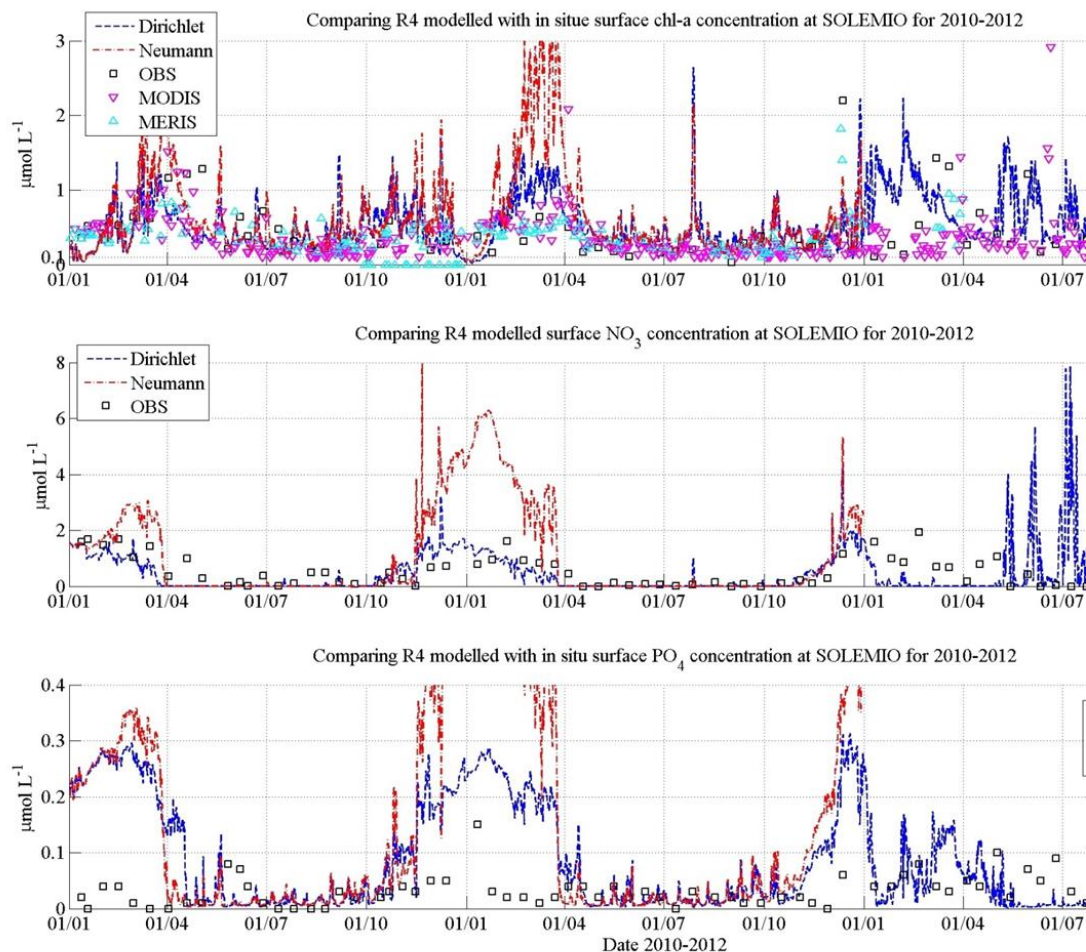 Comparing R4 modelled with in situe surface chl-a concentration at SOLEMIO for 2010-2012
Dirichlet
Neumann
OBS
MODIS
MERIS
μmol L-1
3
2
1
0.1
0
01/01 01/04 01/07 01/10 01/01 01/04 01/07 01/10 01/01 01/04 01/07
Comparing R4 modelled surface NO3 concentration at SOLEMIO for 2010-2012
Dirichlet
Neumann
OBS
μmol L-1
8
6
4
2
0
01/01 01/04 01/07 01/10 01/01 01/04 01/07 01/10 01/01 01/04 01/07
Comparing R4 modelled with in situ surface PO4 concentration at SOLEMIO for 2010-2012
μmol L-1
0.4
0.3
0.2
0.1
0
01/01 01/04 01/07 01/10 01/01 01/04 01/07 01/10 01/01 01/04 01/07
Date 2010-2012